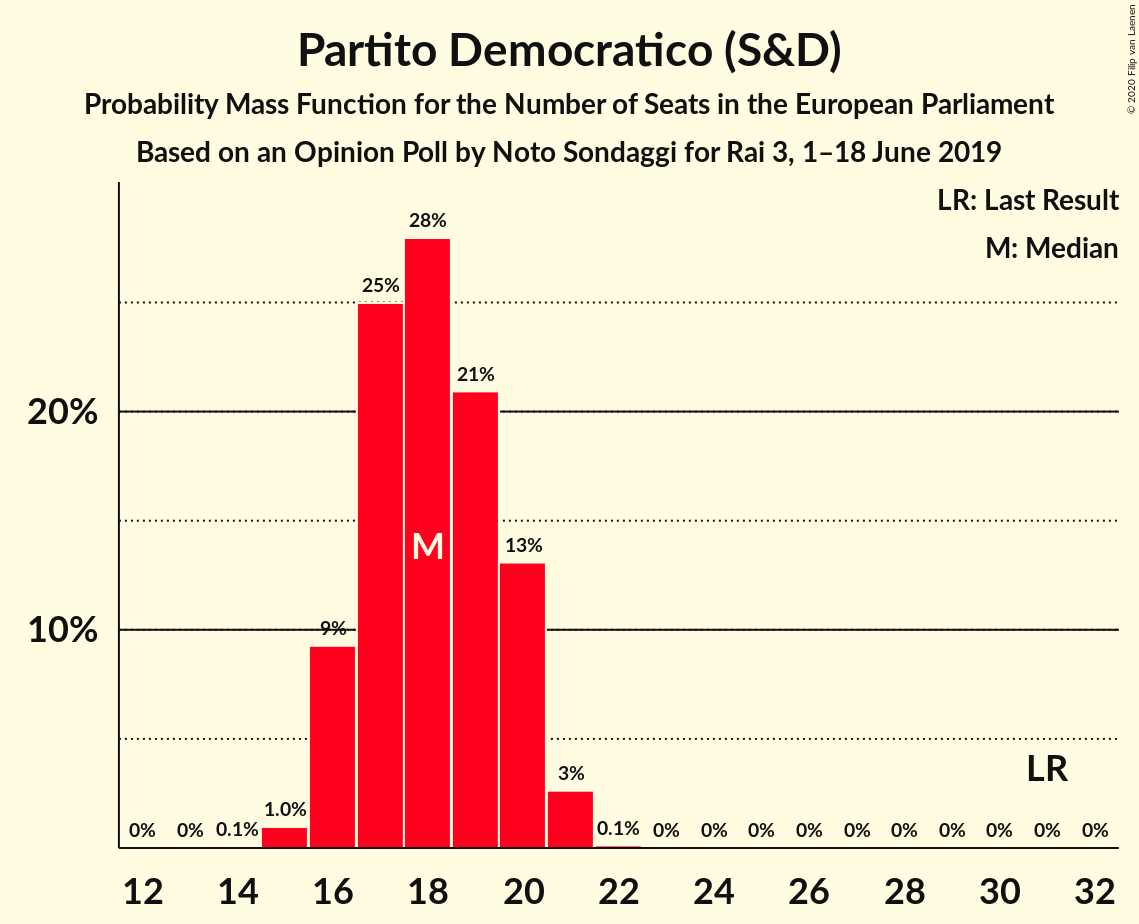 Partito Democratico (S&D)
Probability Mass Function for the Number of Seats in the European Parliament
Based on an Opinion Poll by Noto Sondaggi for Rai 3, 1–18 June 2019
© 2020 Filip van Laenen
LR: Last Result
M: Median
28%
25%
21%
20%
M
13%
10%
9%
LR
3%
1.0%
0% 0% 0.1% 0.1% 0% 0% 0% 0% 0% 0% 0% 0% 0% 0%
12 14 16 18 20 22 24 26 28 30 32